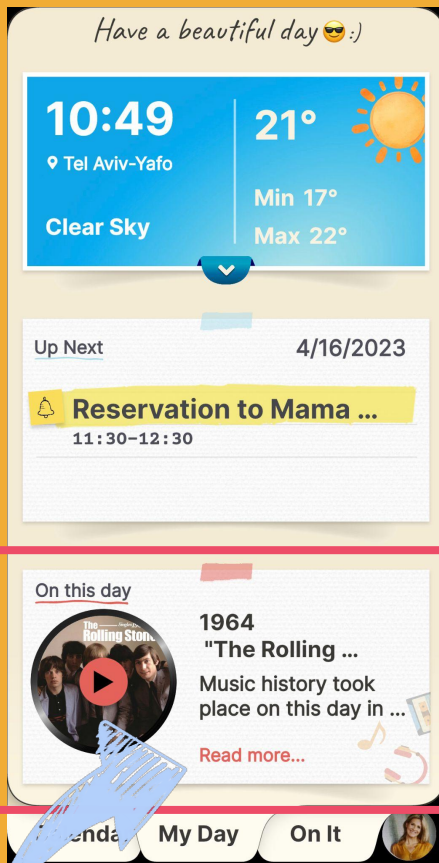 Have a beautiful day😎:)
10:49
Tel Aviv-Yafo
Clear Sky
21°
Min 17°
Max 22°
Up Next
4/16/2023
Reservation to Mama ...
11:30-12:30
On this day
The
Rolling Stone
1964
"The Rolling ...
Music history took
place on this day in ...
Read more...
My Day
On It